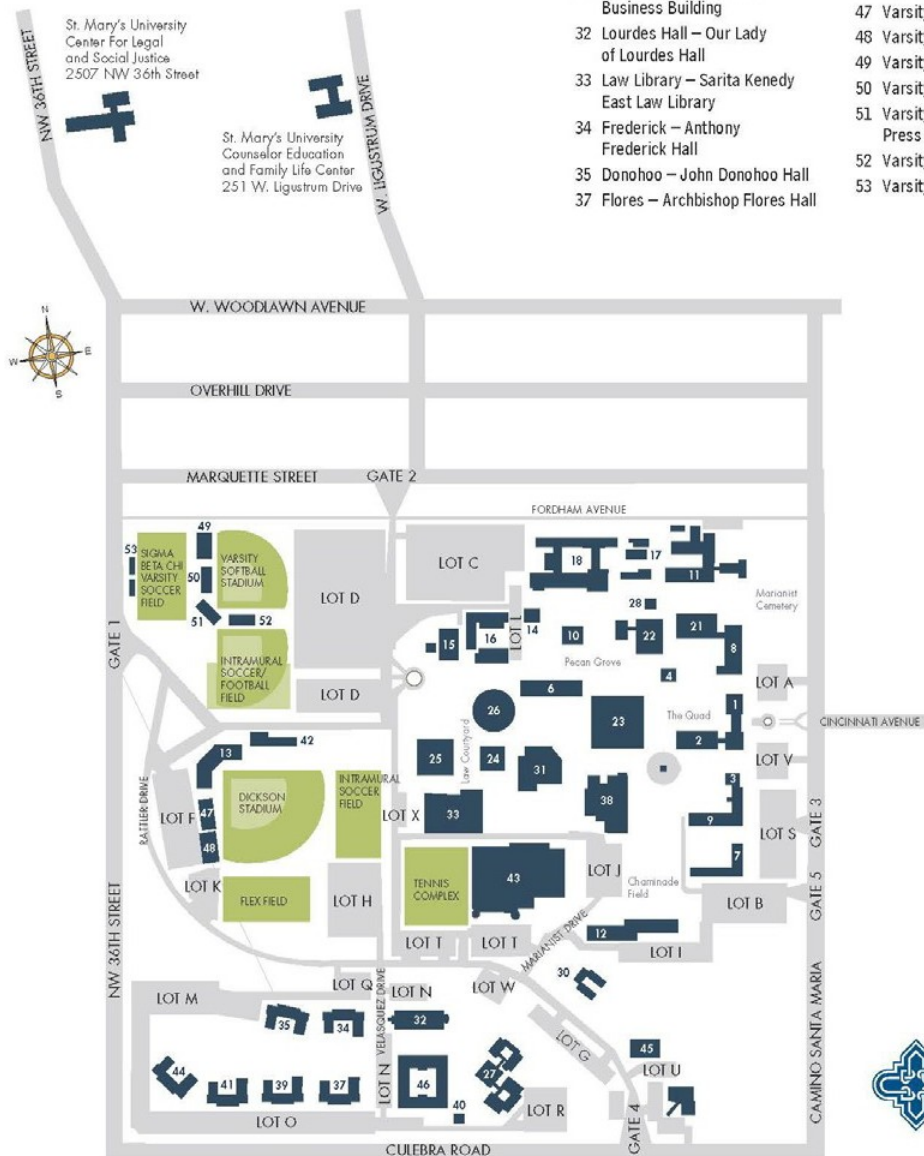 St. Mary's University
Center For Legal
and Social Justice
2507 NW 36th Street
NW 36TH STREET
St. Mary's University
Counselor Education
and Family Life Center
251 W. Ligustrum Drive
W. LIGUSTRUM DRIVE
Business Building
32 Lourdes Hall – Our Lady
of Lourdes Hall
33 Law Library – Sarita Kenedy
East Law Library
34 Frederick – Anthony
Frederick Hall
35 Donohoo – John Donohoo Hall
37 Flores – Archbishop Flores Hall
47 Varsit
48 Varsit
49 Varsit
50 Varsit
51 Varsit
Press
52 Varsit
53 Varsit
N
W
E
S
W. WOODLAWN AVENUE
OVERHILL DRIVE
MARQUETTE STREET
GATE 2
FORDHAM AVENUE
53
SIGMA
BETA CHI
VARSITY
SOCCER
FIELD
49
50
51
52
VARSITY
SOFTBALL
STADIUM
LOT D
LOT C
18
17
11
Marianist
Cemetery
28
LOT L
14
15
16
10
22
21
8
Pecan Grove
GATE 1
INTRAMURAL
SOCCER/
FOOTBALL
FIELD
LOT D
6
4
LOT A
26
23
The Quad
1
2
CINCINNATI AVENUE
42
13
25
Law Courtyard
24
31
LOT V
RATTLER DRIVE
LOT F
47
48
DICKSON
STADIUM
INTRAMURAL
SOCCER
FIELD
LOT X
33
38
3
9
LOT S
GATE 3
7
LOT K
FLEX FIELD
LOT H
TENNIS
COMPLEX
43
LOT J
Chaminade
Field
LOT B
GATE 5
NW 36TH STREET
LOT T
LOT T
MARIANIST DRIVE
12
LOT I
LOT M
LOT Q
LOT N
LOT W
30
35
34
VELASQUEZ DRIVE
32
LOT G
45
LOT U
44
41
39
37
LOT N
46
27
40
LOT R
LOT O
GATE 4
CAMINO SANTA MARIA
CULEBRA ROAD